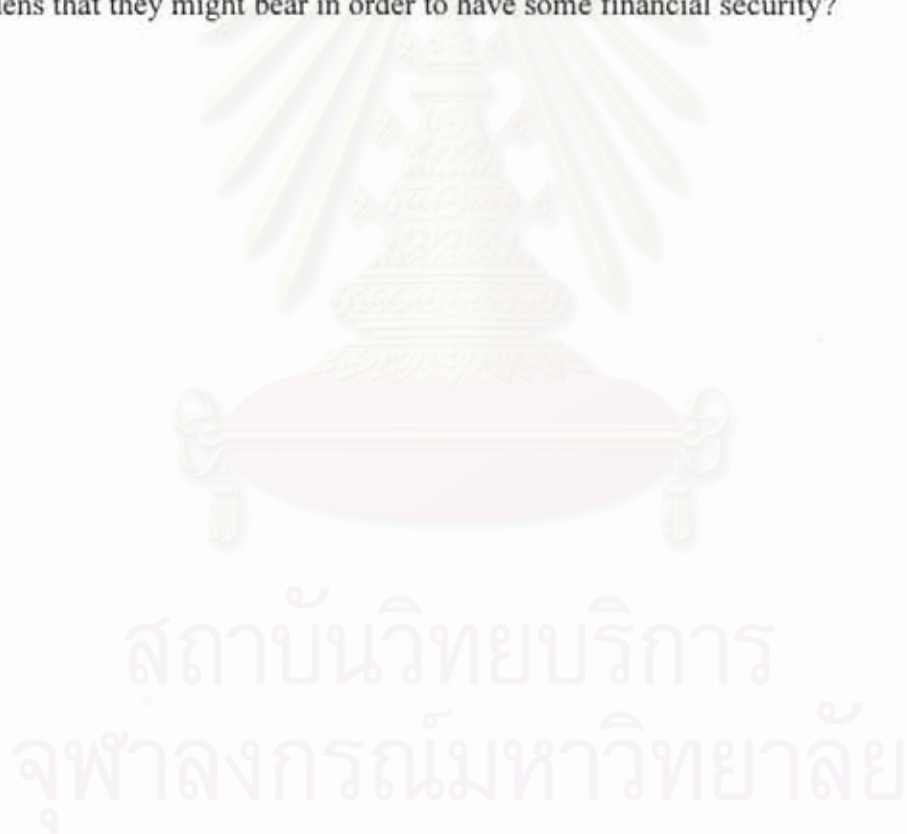 that they might bear in order to have some financial security?
สถาบันวิทยบริการ
จุฬาลงกรณ์มหาวิทยาลัย